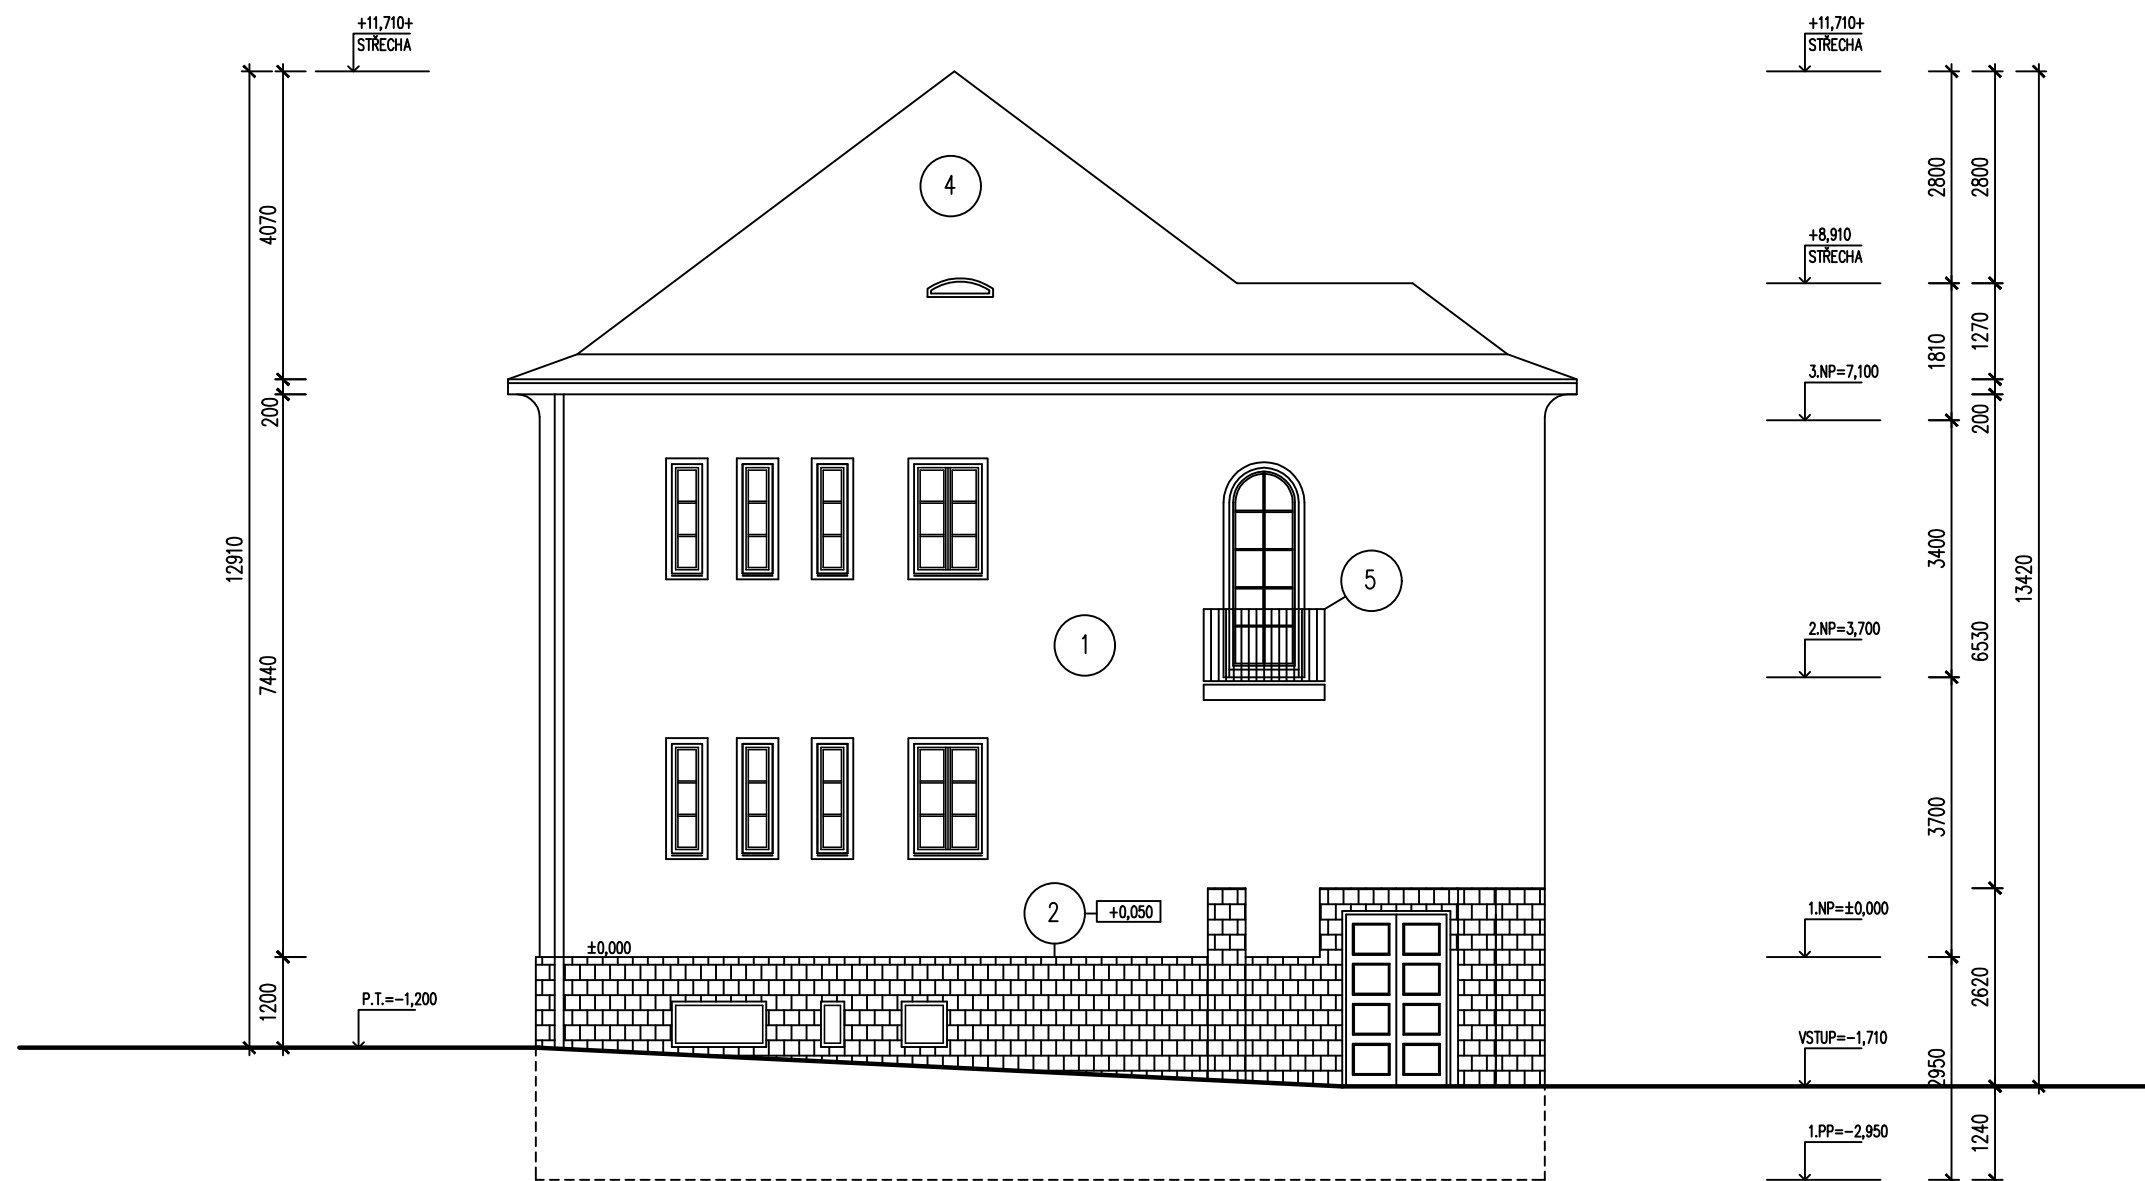 +11,710+
STŘECHA
+11,710+
STŘECHA
4
2800
2800
4070
+8,910
STŘECHA
1270
1810
3.NP=7,100
200
200
12910
3400
13420
5
1
2.NP=3,700
6530
7440
3700
2
+0,050
1.NP=±0,000
±0,000
P.T.=-1,200
1200
2620
VSTUP=-1,710
2950
1.PP=-2,950
1240